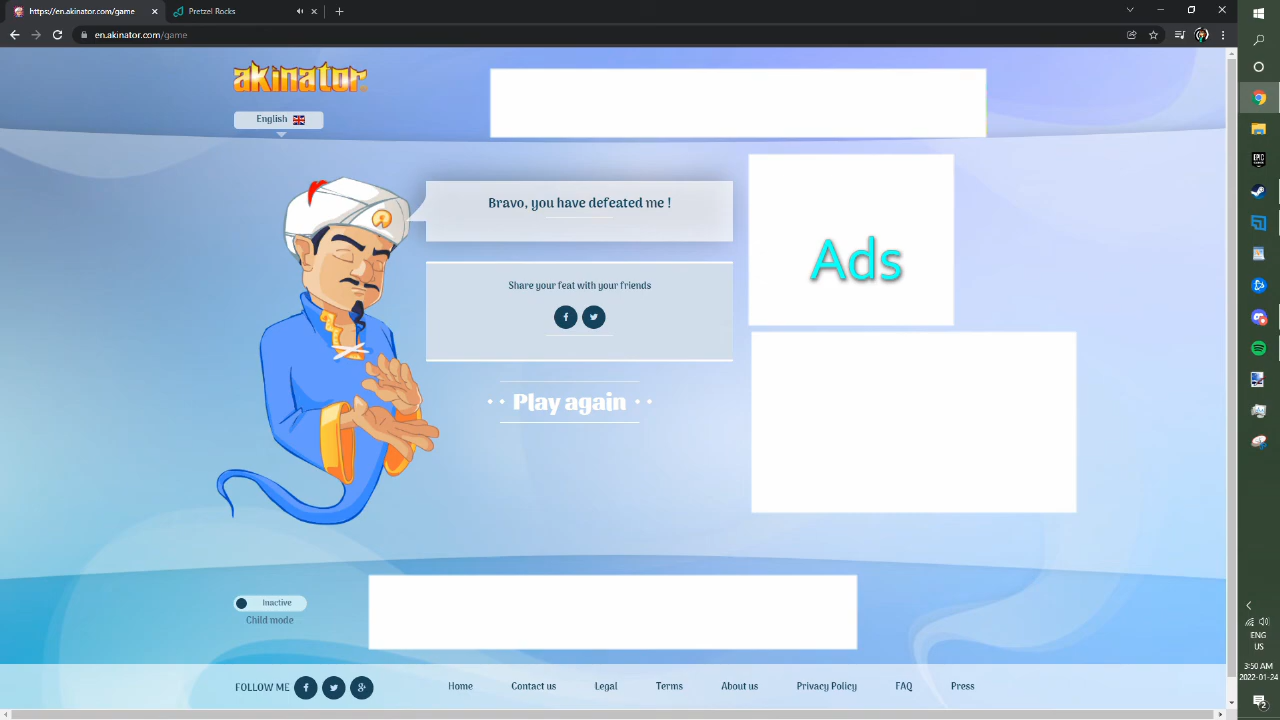 https://en.akinator.com/game
Pretzel Rocks
en.akinator.com/game
akinator
English
Bravo, you have defeated me !
Share your feat with your friends
Play again
Ads
Inactive
Child mode
FOLLOW ME
Home
Contact us
Legal
Terms
About us
Privacy Policy
FAQ
Press
EPIC
ENG
US
3:50 AM
2022-01-24
2